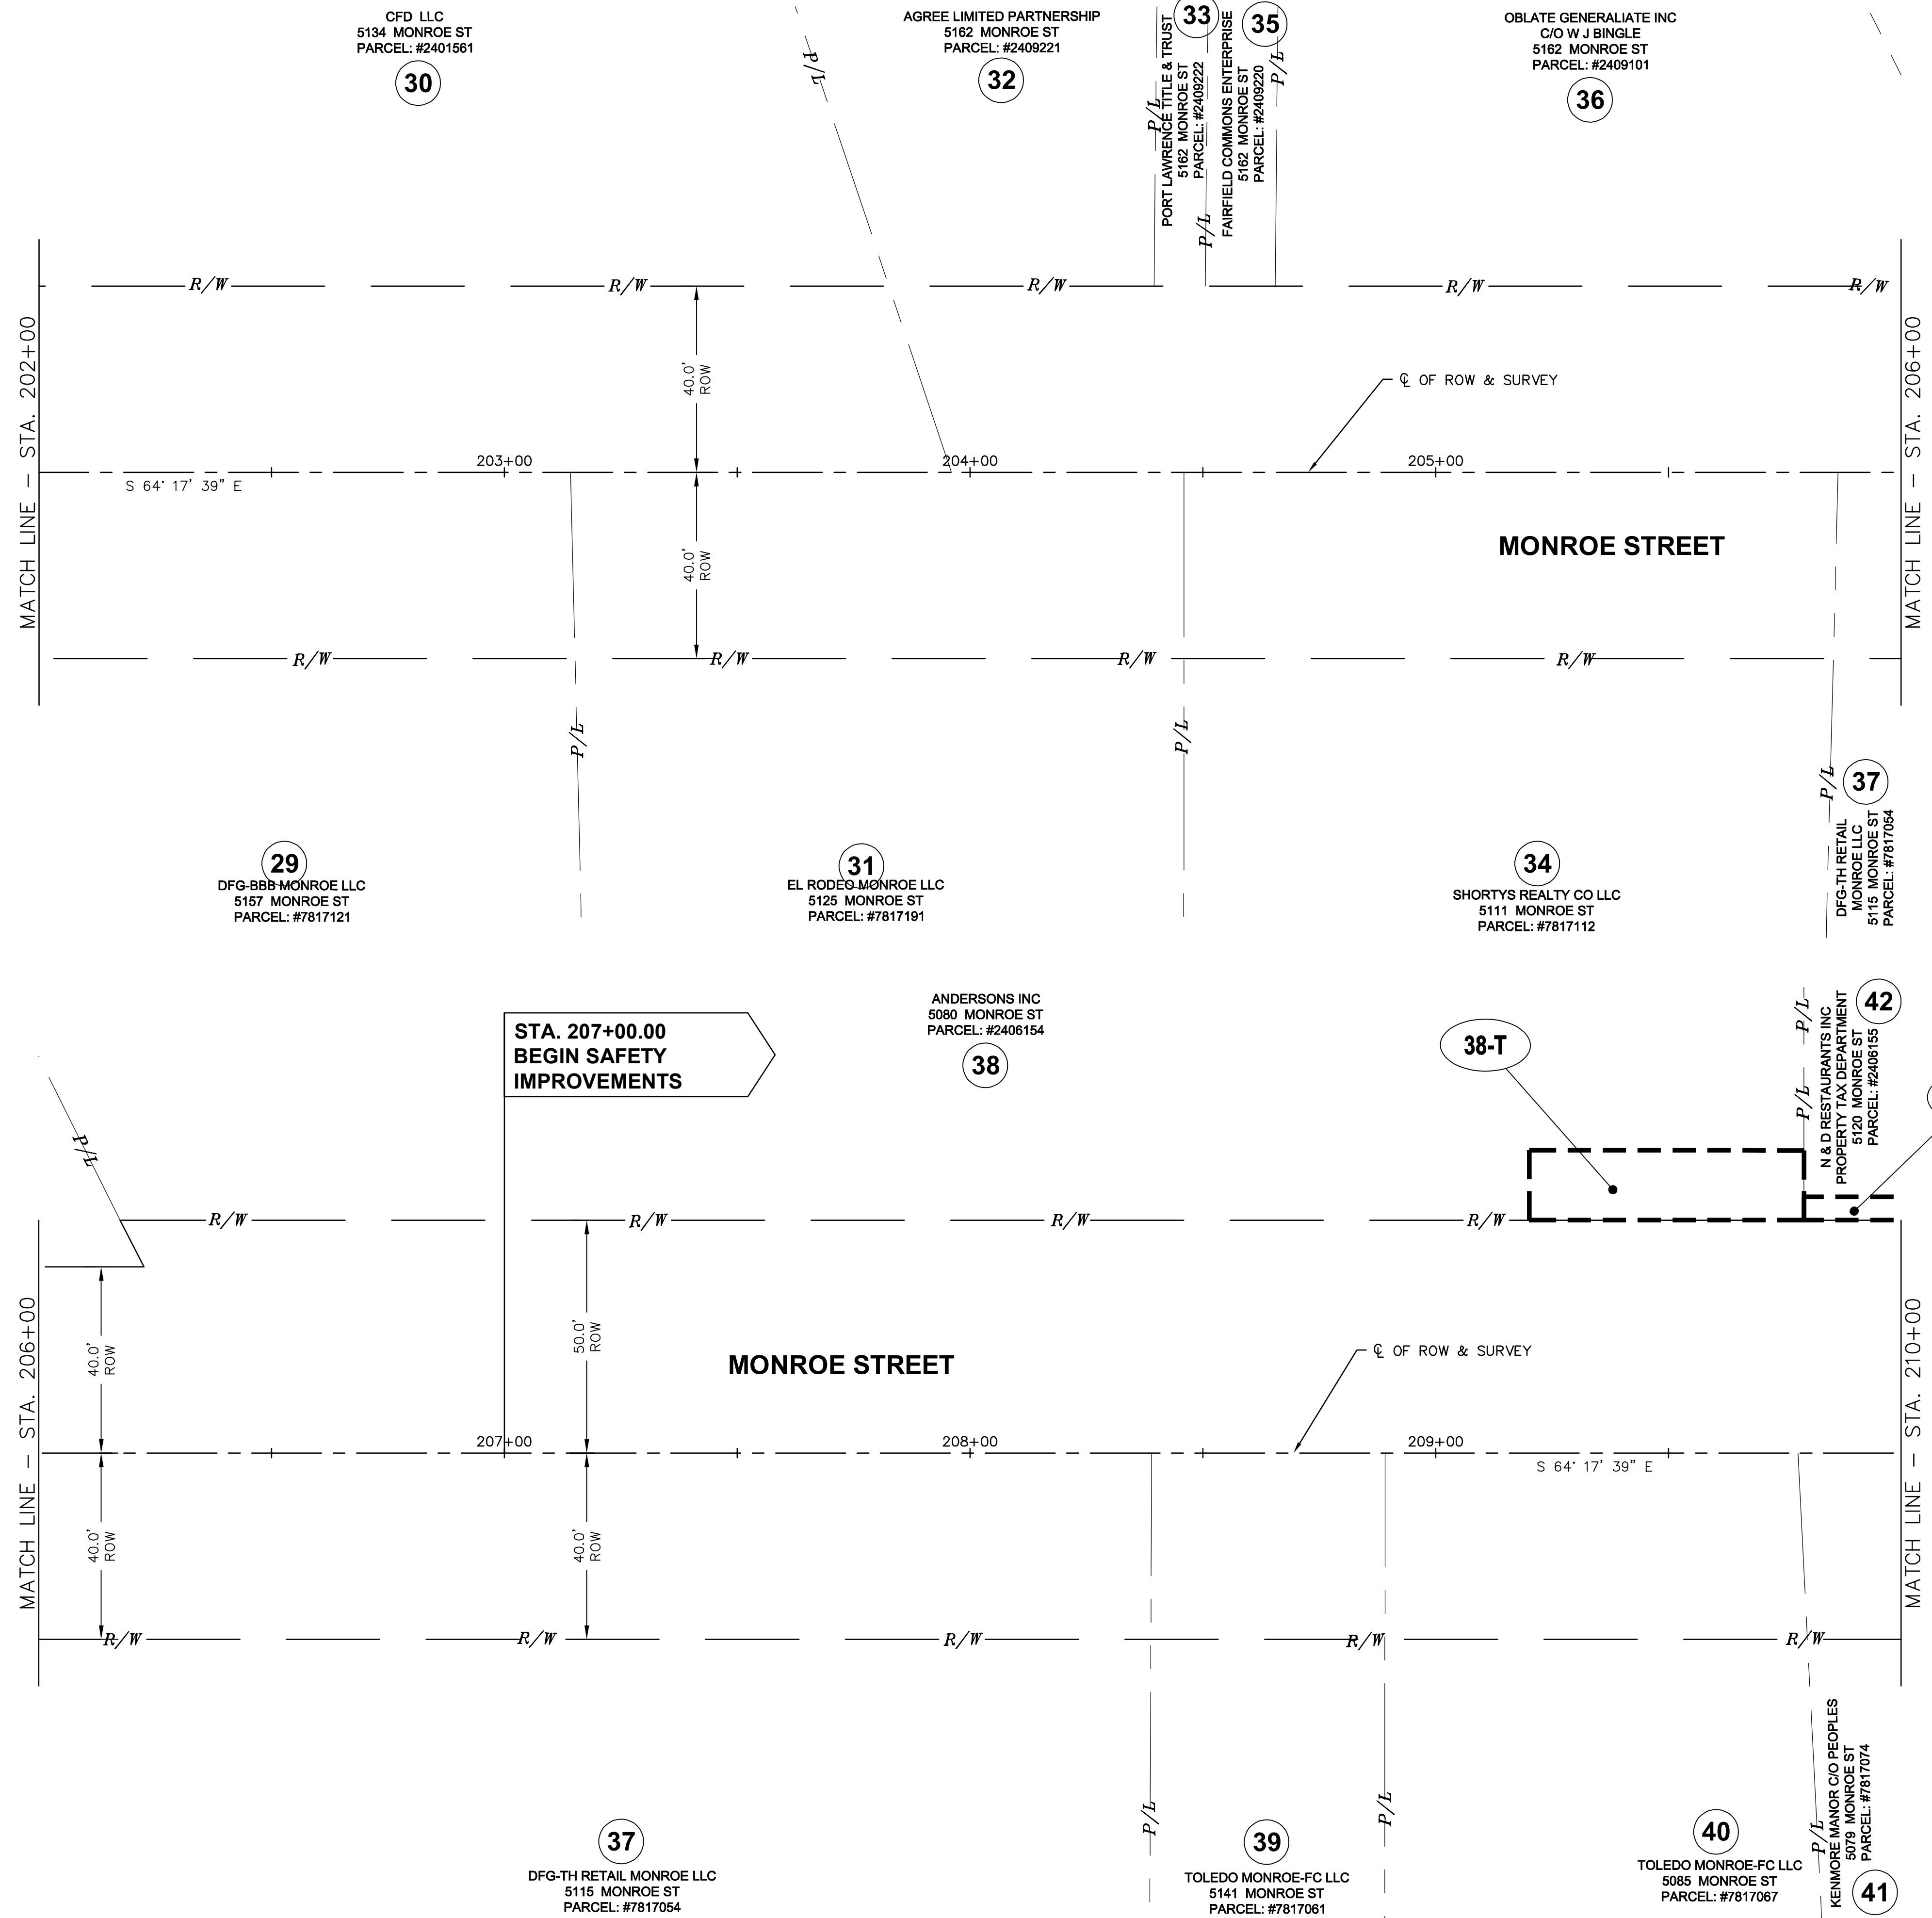 CFD LLC
5134 MONROE ST
PARCEL: #2401561
30
P/L
AGREE LIMITED PARTNERSHIP
5162 MONROE ST
PARCEL: #2409221
32
P/L
PORT LAWRENCE TITLE & TRUST
5162 MONROE ST
PARCEL: #2409222
33
P/L
FAIRFIELD COMMONS ENTERPRISE
5162 MONROE ST
PARCEL: #2409220
35
P/L
OBLATE GENERALIATE INC
C/O W J BINGLE
5162 MONROE ST
PARCEL: #2409101
36
R/W
R/W
R/W
R/W
R/W
MATCH LINE - STA. 202+00
40.0'
ROW
℄ OF ROW & SURVEY
MATCH LINE - STA. 206+00
203+00
204+00
205+00
S 64° 17' 39" E
40.0'
ROW
MONROE STREET
R/W
R/W
R/W
R/W
P/L
P/L
P/L
37
DFG-TH RETAIL
MONROE LLC
5115 MONROE ST
PARCEL: #7817054
29
DFG-BBB MONROE LLC
5157 MONROE ST
PARCEL: #7817121
31
EL RODEO MONROE LLC
5125 MONROE ST
PARCEL: #7817191
34
SHORTYS REALTY CO LLC
5111 MONROE ST
PARCEL: #7817112
STA. 207+00.00
BEGIN SAFETY
IMPROVEMENTS
ANDERSONS INC
5080 MONROE ST
PARCEL: #2406154
38
38-T
P/L
P/L
N & D RESTAURANTS INC
PROPERTY TAX DEPARTMENT
5120 MONROE ST
PARCEL: #2406155
42
P/L
R/W
R/W
R/W
R/W
MATCH LINE - STA. 206+00
40.0'
ROW
50.0'
ROW
MONROE STREET
℄ OF ROW & SURVEY
MATCH LINE - STA. 210+00
207+00
208+00
209+00
S 64° 17' 39" E
40.0'
ROW
40.0'
ROW
R/W
R/W
R/W
R/W
R/W
P/L
P/L
P/L
KENMORE MANOR C/O PEOPLES
5079 MONROE ST
PARCEL: #7817074
41
37
DFG-TH RETAIL MONROE LLC
5115 MONROE ST
PARCEL: #7817054
39
TOLEDO MONROE-FC LLC
5141 MONROE ST
PARCEL: #7817061
40
TOLEDO MONROE-FC LLC
5085 MONROE ST
PARCEL: #7817067